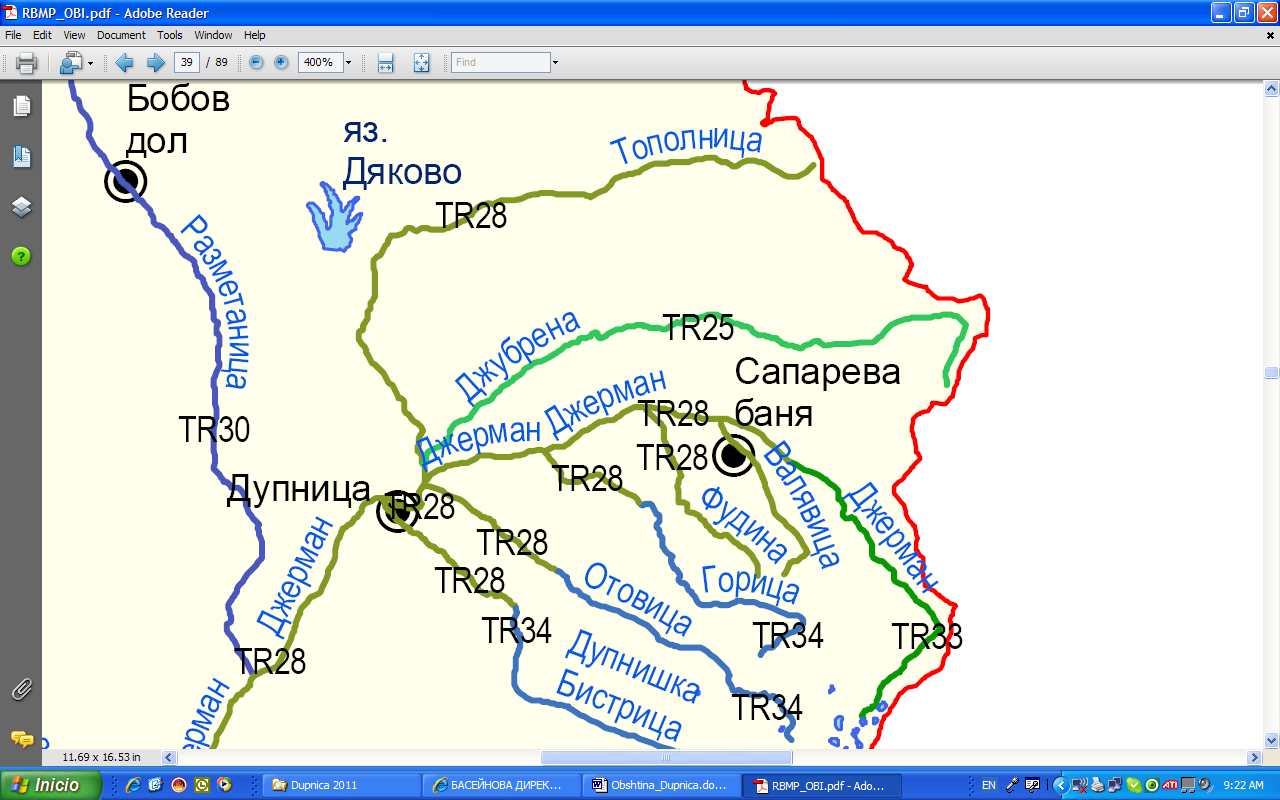 RBMP_OBI.pdf - Adobe Reader
File Edit View Document Tools Window Help
39 / 89 400% Find
Бобов
дол
яз.
Дяково
Тополница
TR28
Разметаница
Джубрена
TR25
Сапарева
баня
Джерман Джерман
TR28
TR28
TR30
TR28
Дупница
TR28
Фудина
Валявица
Джерман
TR28
Джерман
TR28
Отовица
Горица
TR34
TR34
TR33
Дупнишка
Бистрица
TR28
TR34
ерман
11.69 x 16.53 in
Inicio
Dupnica 2011
БАСЕЙНОВА ДИРЕК...
Obshtina_Dupnica.do...
RBMP_OBI.pdf - Ado...
EN
9:22 AM